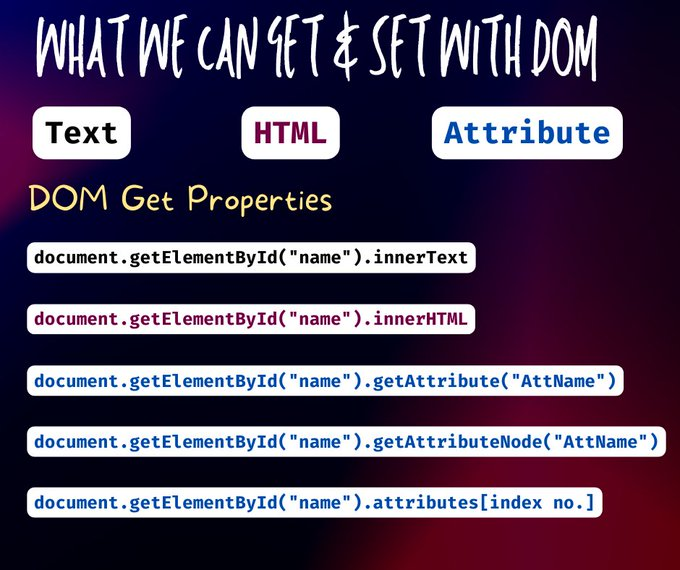 WHAT WE CAN GET & SET WITH DOM
Text HTML Attribute
DOM Get Properties
document.getElementById("name").innerText
document.getElementById("name").innerHTML
document.getElementById("name").getAttribute("AttName")
document.getElementById("name").getAttributeNode("AttName")
document.getElementById("name").attributes[index no.]